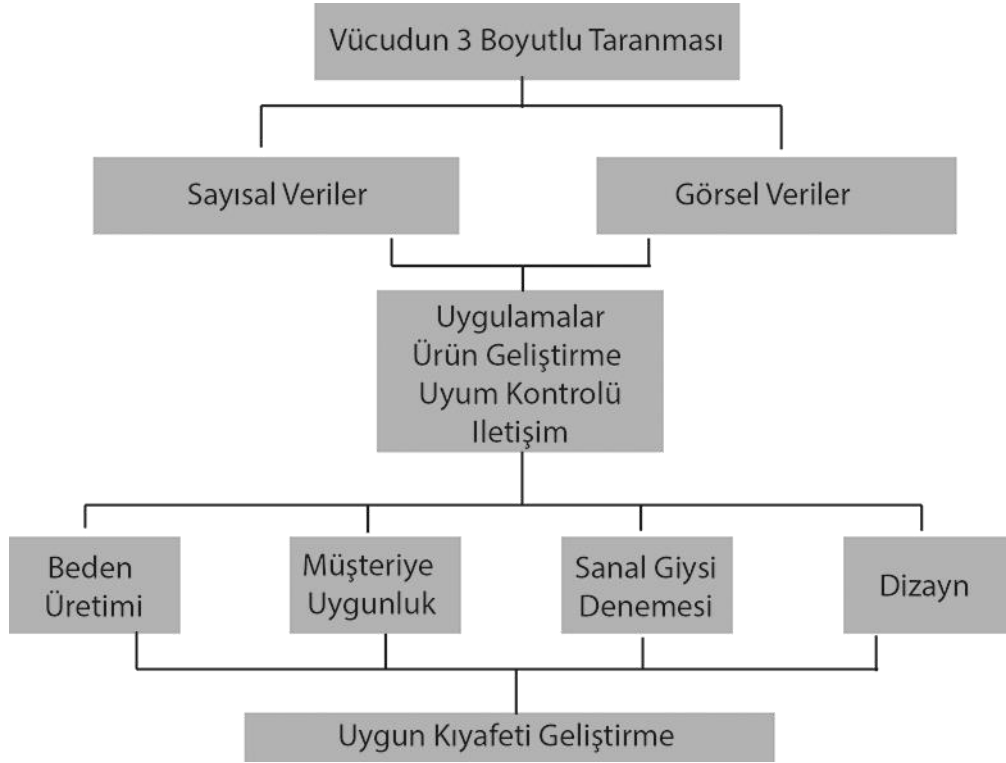 Vücudun 3 Boyutlu Taranması
Sayısal Veriler
Görsel Veriler
Uygulamalar
Ürün Geliştirme
Uyum Kontrolü
Iletişim
Beden
Üretimi
Müşteriye
Uygunluk
Sanal Giysi
Denemesi
Dizayn
Uygun Kıyafeti Geliştirme